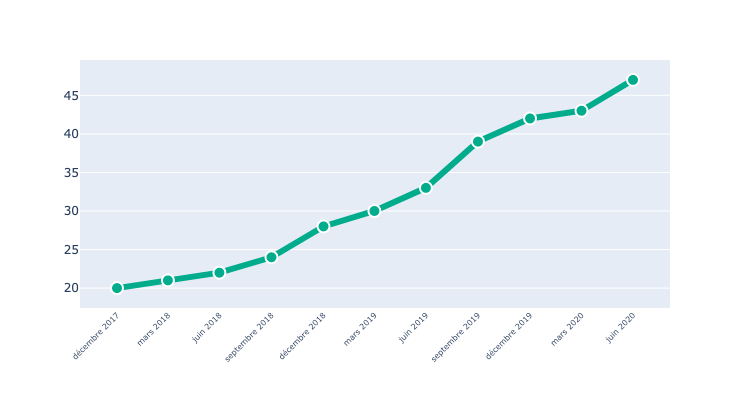 45
40
35
30
25
20
décembre 2017
mars 2018
juin 2018
septembre 2018
décembre 2018
mars 2019
juin 2019
septembre 2019
décembre 2019
mars 2020
juin 2020